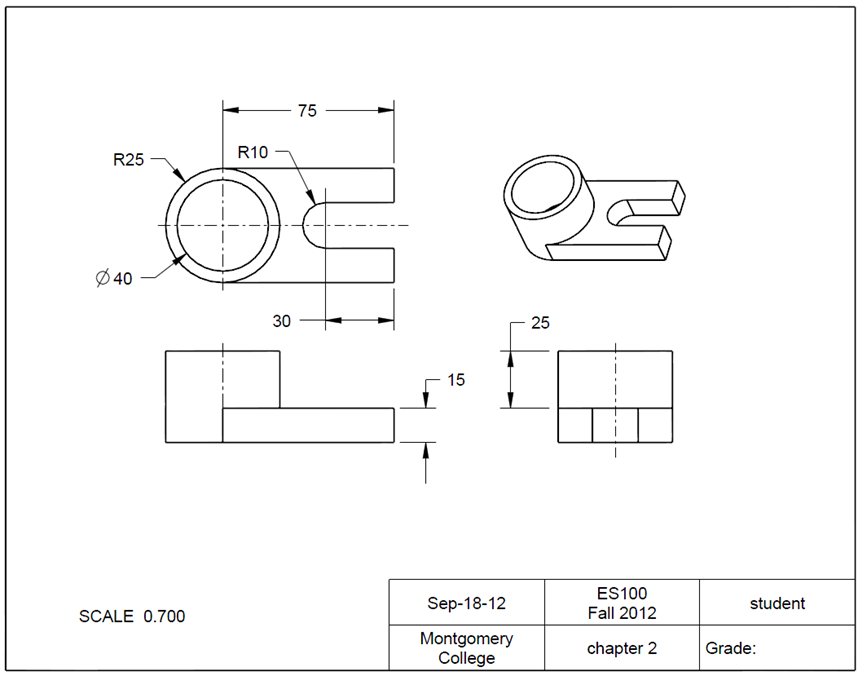 75
R25
R10
Ø 40
30
25
15
SCALE 0.700
Sep-18-12
ES100
Fall 2012
student
Montgomery
College
chapter 2
Grade: